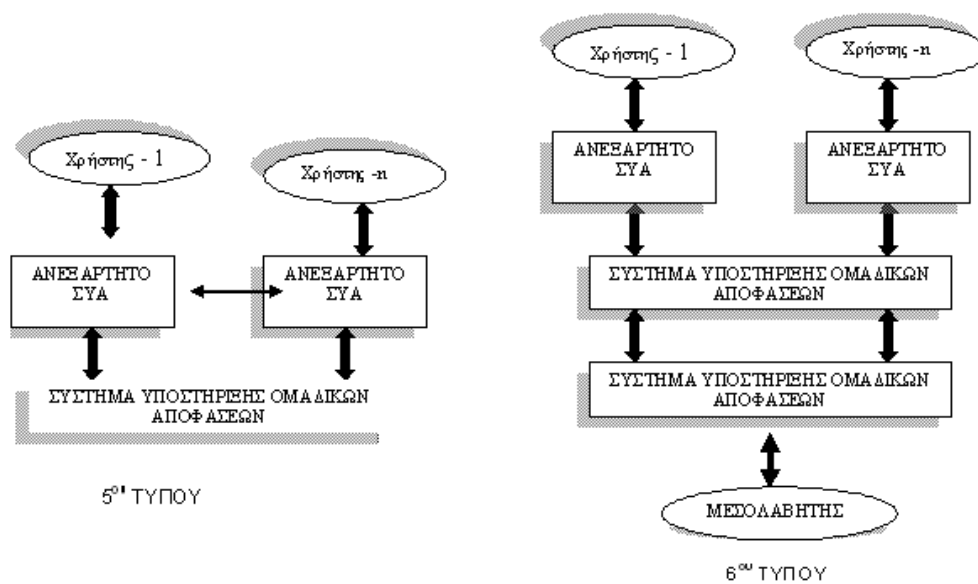 Χρήστης - 1
Χρήστης -n
ΑΝΕΞΑΡΤΗΤΟ
ΣΥΑ
ΑΝΕΞΑΡΤΗΤΟ
ΣΥΑ
ΣΥΣΤΗΜΑ ΥΠΟΣΤΗΡΙΞΗΣ ΟΜΑΔΙΚΩΝ
ΑΠΟΦΑΣΕΩΝ
5ου ΤΥΠΟΥ
Χρήστης - 1
Χρήστης -n
ΑΝΕΞΑΡΤΗΤΟ
ΣΥΑ
ΑΝΕΞΑΡΤΗΤΟ
ΣΥΑ
ΣΥΣΤΗΜΑ ΥΠΟΣΤΗΡΙΞΗΣ ΟΜΑΔΙΚΩΝ
ΑΠΟΦΑΣΕΩΝ
ΣΥΣΤΗΜΑ ΥΠΟΣΤΗΡΙΞΗΣ ΟΜΑΔΙΚΩΝ
ΑΠΟΦΑΣΕΩΝ
ΜΕΣΟΛΑΒΗΤΗΣ
6ου ΤΥΠΟΥ